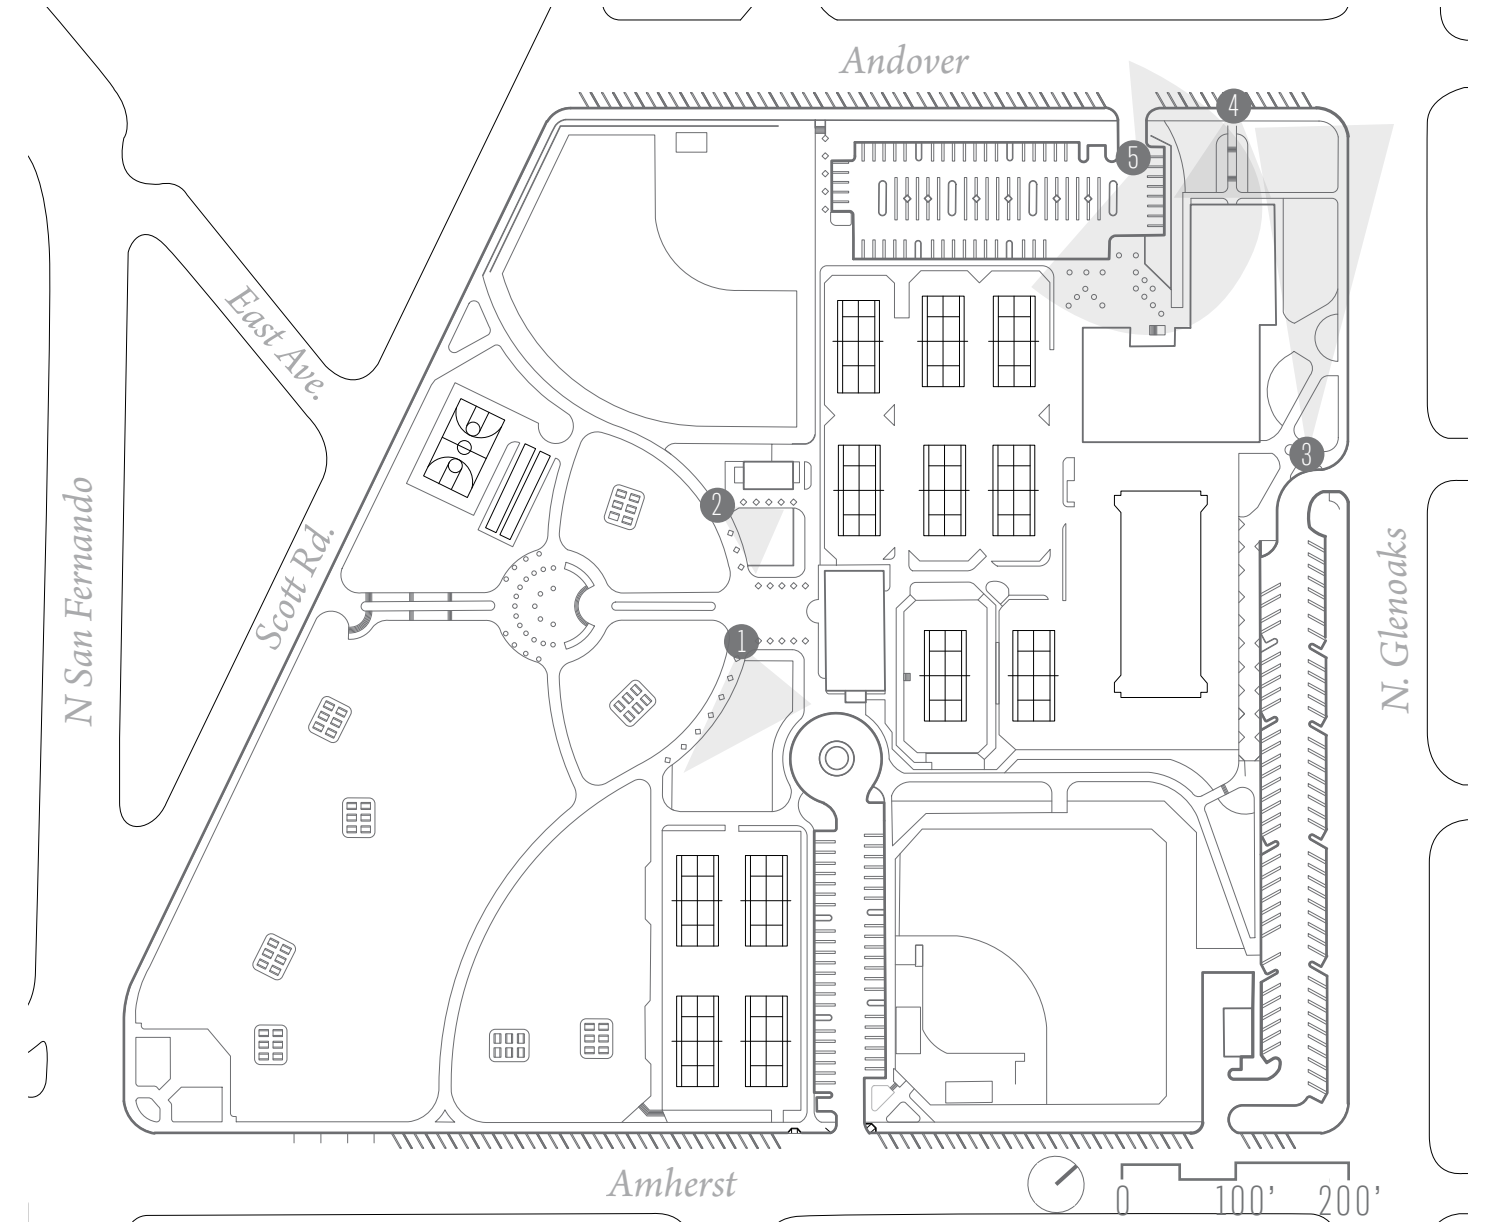 Andover
4
5
East Ave.
3
2
N San Fernando
Scott Rd.
N. Glenoaks
1
Amherst
0 100' 200'